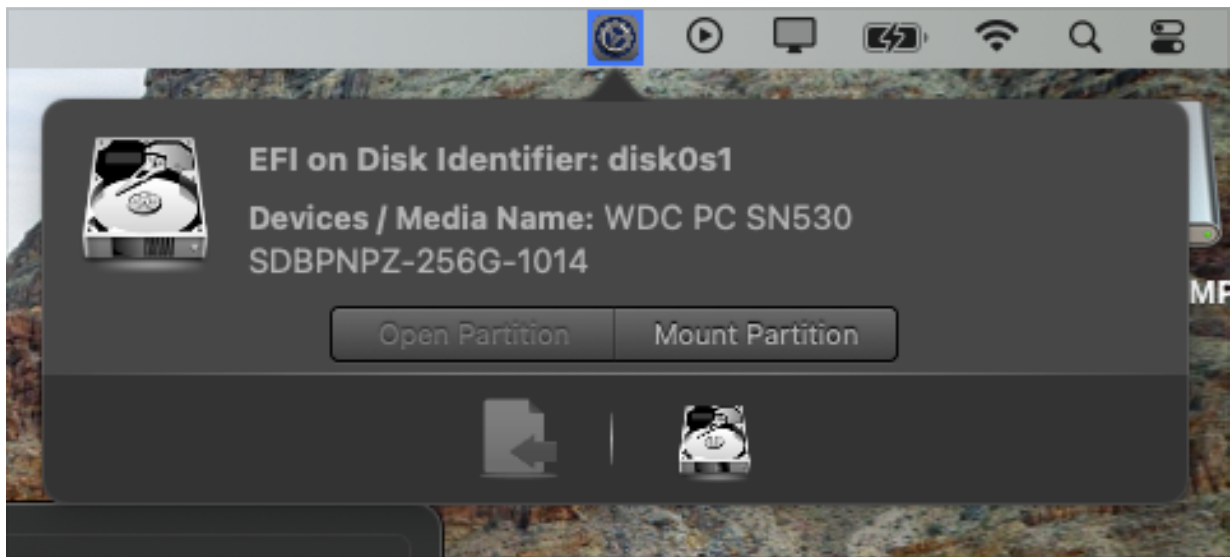 EFI on Disk Identifier: disk0s1
Devices / Media Name: WDC PC SN530
SDBPNPZ-256G-1014
MP
Open Partition
Mount Partition